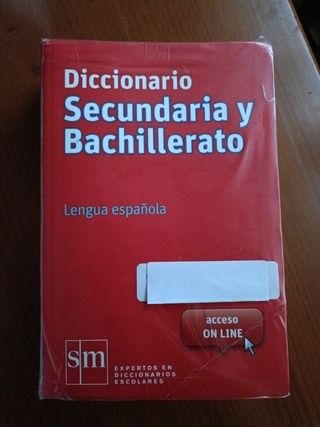 Diccionario
Secundaria y
Bachillerato
Lengua española
acceso
ON LINE
sm
EXPERTOS EN
DICCIONARIOS
ESCOLARES